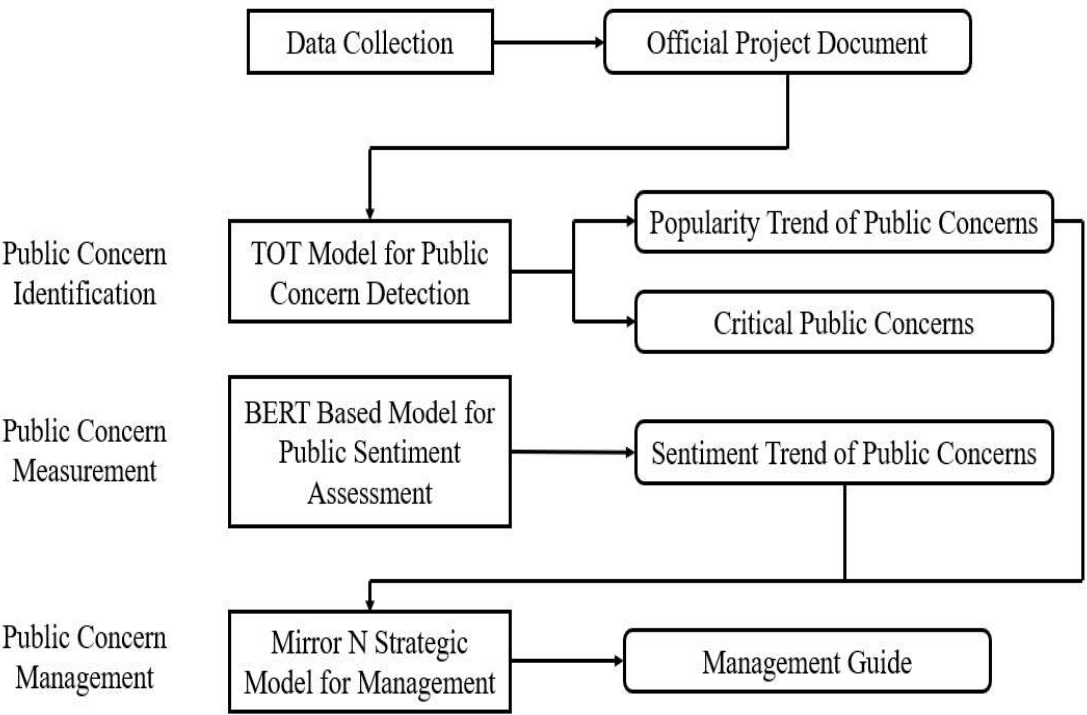 Data Collection
Official Project Document
Public Concern
Identification
TOT Model for Public
Concern Detection
Popularity Trend of Public Concerns
Critical Public Concerns
Public Concern
Measurement
BERT Based Model for
Public Sentiment
Assessment
Sentiment Trend of Public Concerns
Public Concern
Management
Mirror N Strategic
Model for Management
Management Guide